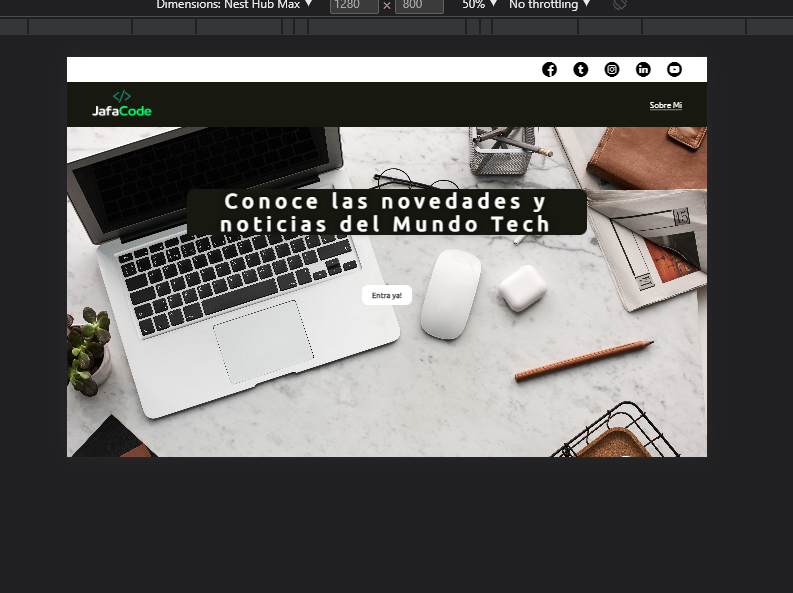 Dimensions: Nest Hub Max ▼ 1280 × 800 50% ▼ No throttling ▼
JafaCode
Sobre Mi
Conoce las novedades y
noticias del Mundo Tech
Entra ya!
15